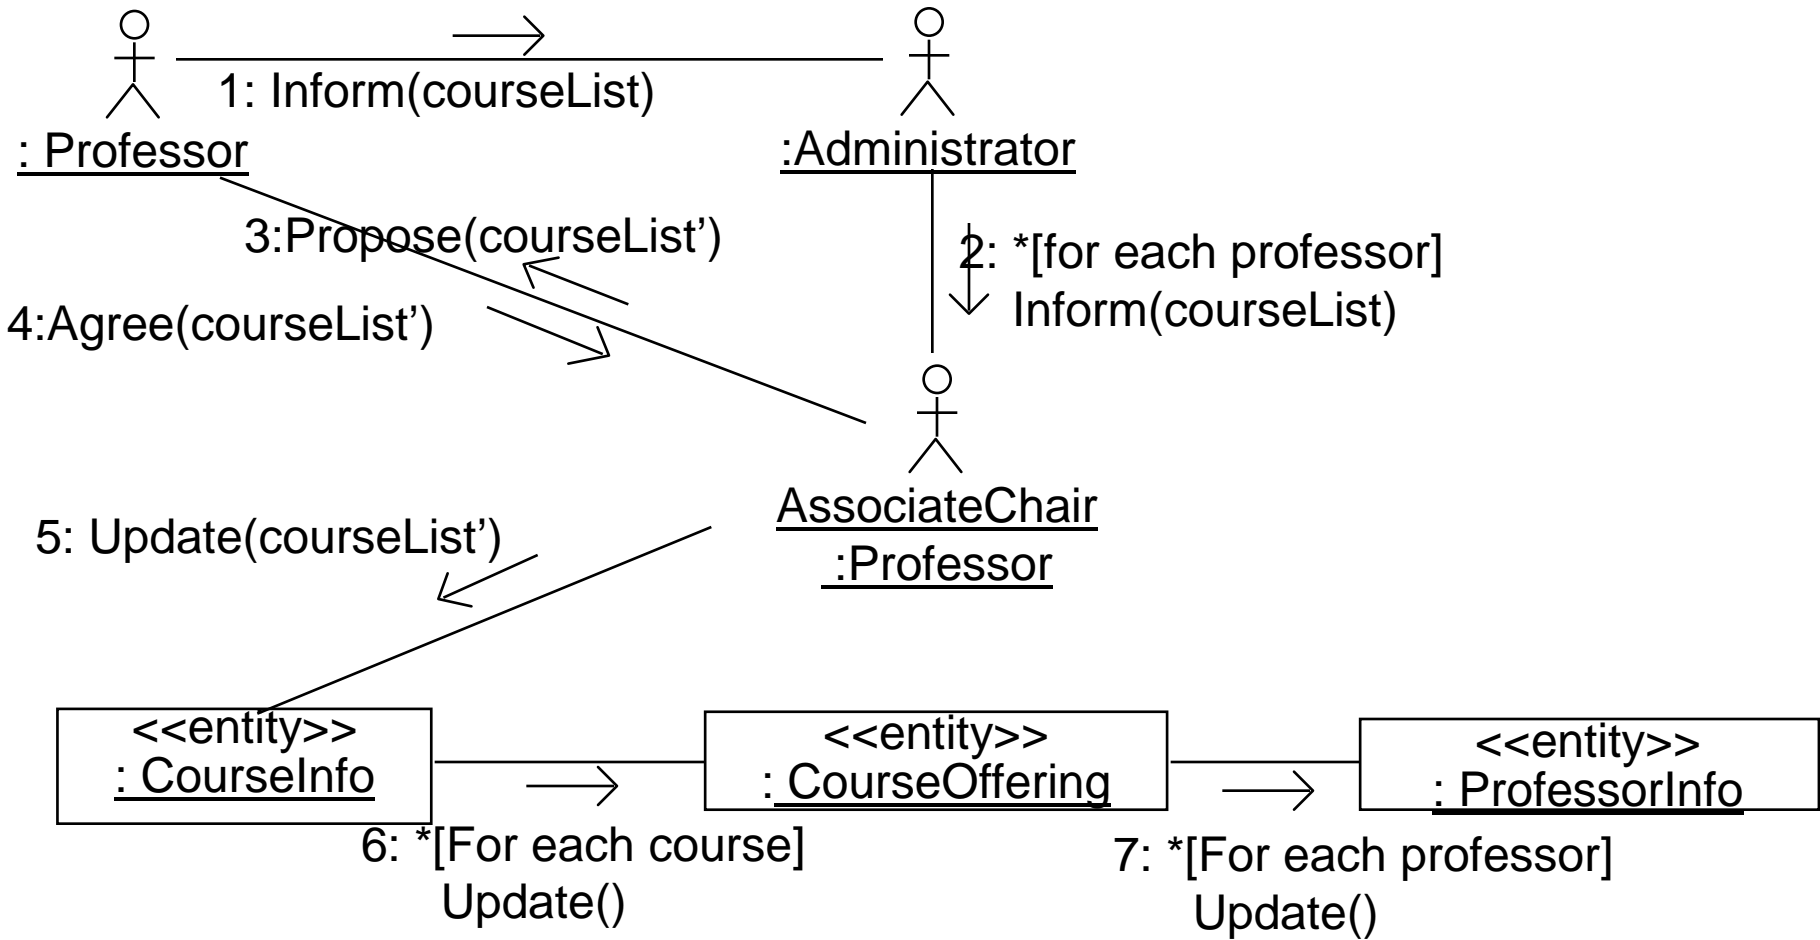 1: Inform(courseList)
: Professor
:Administrator
3:Propose(courseList’)
2: *[for each professor]
Inform(courseList)
4:Agree(courseList’)
AssociateChair
:Professor
5: Update(courseList’)
<<entity>>
: CourseInfo
<<entity>>
: CourseOffering
<<entity>>
: ProfessorInfo
6: *[For each course]
Update()
7: *[For each professor]
Update()